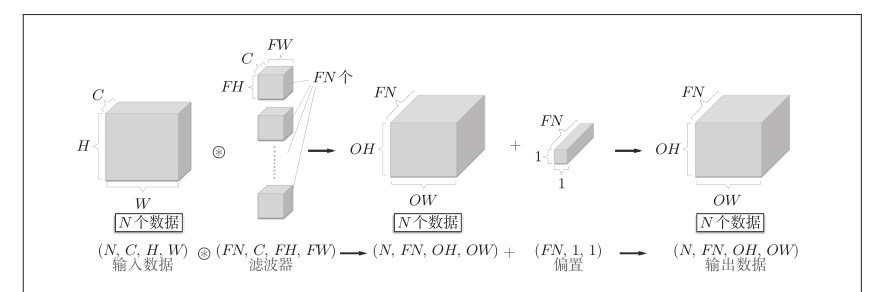 FW
C
FH
FN个
C
H
W
N个数据
⊛
FN
OH
OW
N个数据
+
FN
1
1
FN
OH
OW
N个数据
(N, C, H, W) ⊛ (FN, C, FH, FW) → (N, FN, OH, OW) + (FN, 1, 1) → (N, FN, OH, OW)
输入数据 滤波器 偏置 输出数据